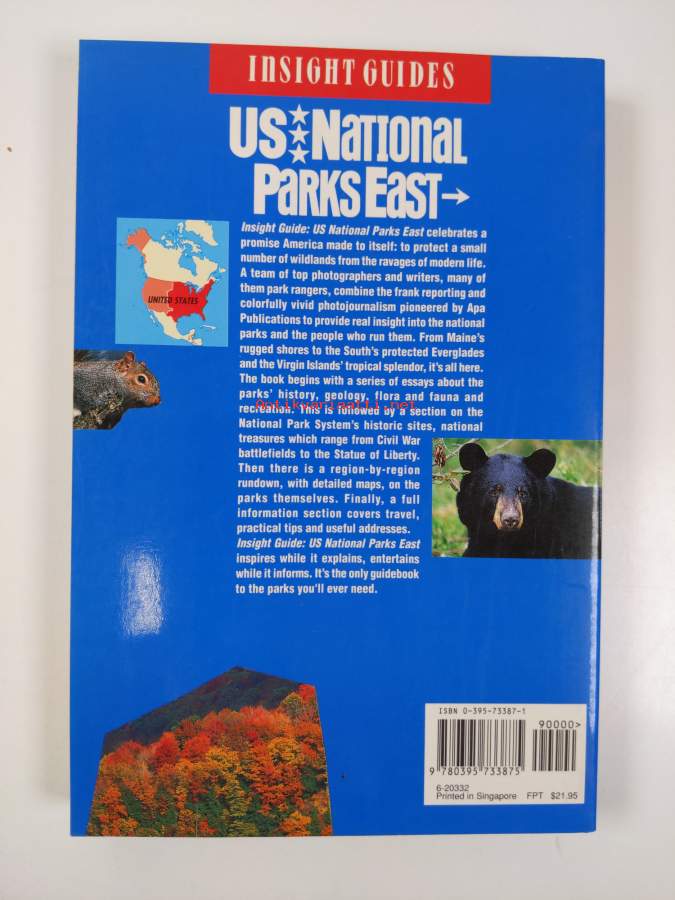 INSIGHT GUIDES
US NATIONAL
PARKS EAST
Insight Guide: US National Parks East celebrates a
promise America made to itself: to protect a small
number of wildlands from the ravages of modern life.
A team of top photographers and writers, many of
them park rangers, combine the frank reporting and
colorfully vivid photojournalism pioneered by Apa
Publications to provide real insight into the national
parks and the people who run them. From Maine's
rugged shores to the South's protected Everglades
and the Virgin Islands' tropical splendor, it's all here.
The book begins with a series of essays about the
parks' history, geology, flora and fauna and
recreation. This is followed by a section on the
National Park System's historic sites, national
treasures which range from Civil War
battlefields to the Statue of Liberty.
Then there is a region-by-region
rundown, with detailed maps, on the
parks themselves. Finally, a full
information section covers travel,
practical tips and useful addresses.
Insight Guide: US National Parks East
inspires while it explains, entertains
while it informs. It's the only guidebook
to the parks you'll ever need.
UNITED STATES
Antikvariaatti.net
ISBN 0-395-73387-1
90000>
9 780395 733875
6-20332
Printed in Singapore FPT $21.95